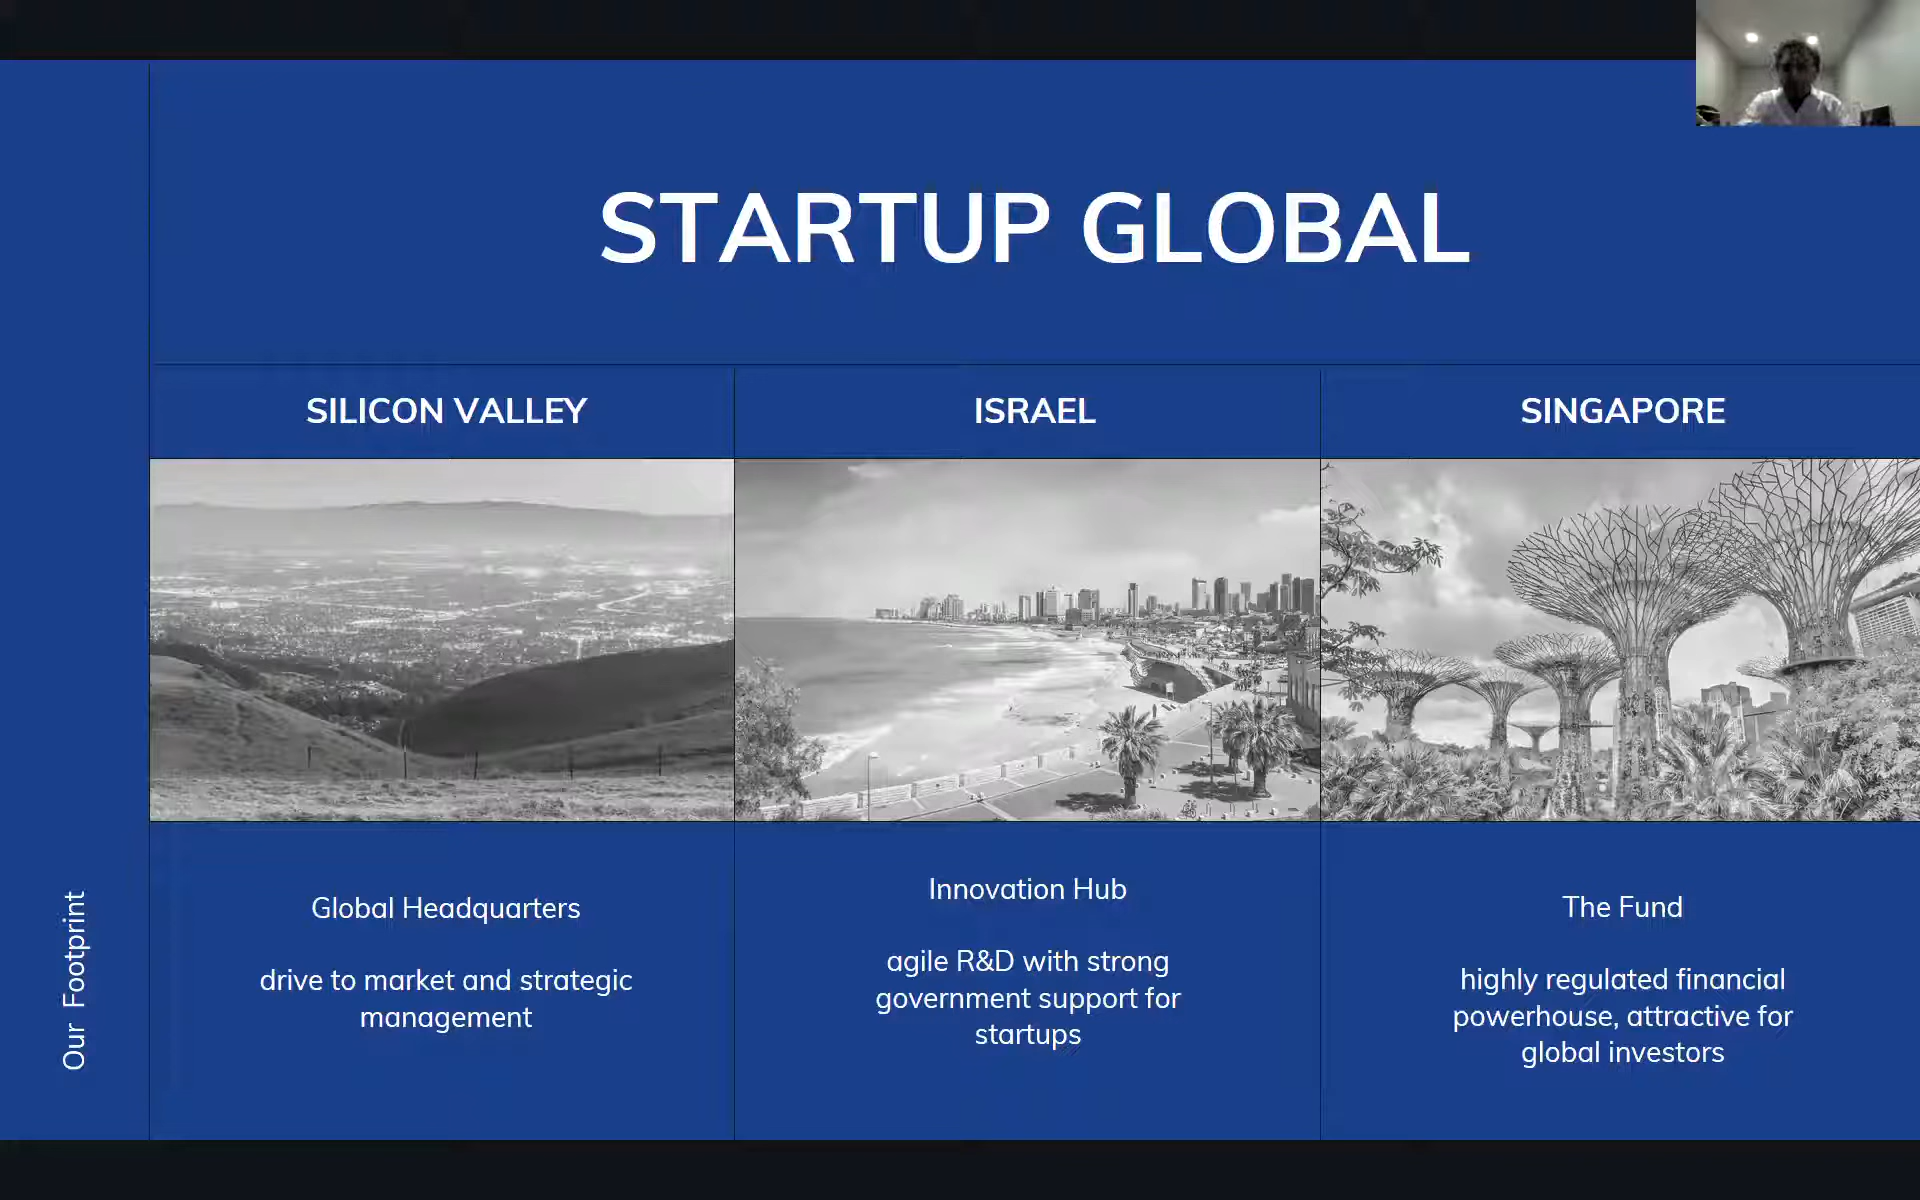 STARTUP GLOBAL
SILICON VALLEY
ISRAEL
SINGAPORE
Global Headquarters
drive to market and strategic
management
Innovation Hub
agile R&D with strong
government support for
startups
The Fund
highly regulated financial
powerhouse, attractive for
global investors
Our Footprint